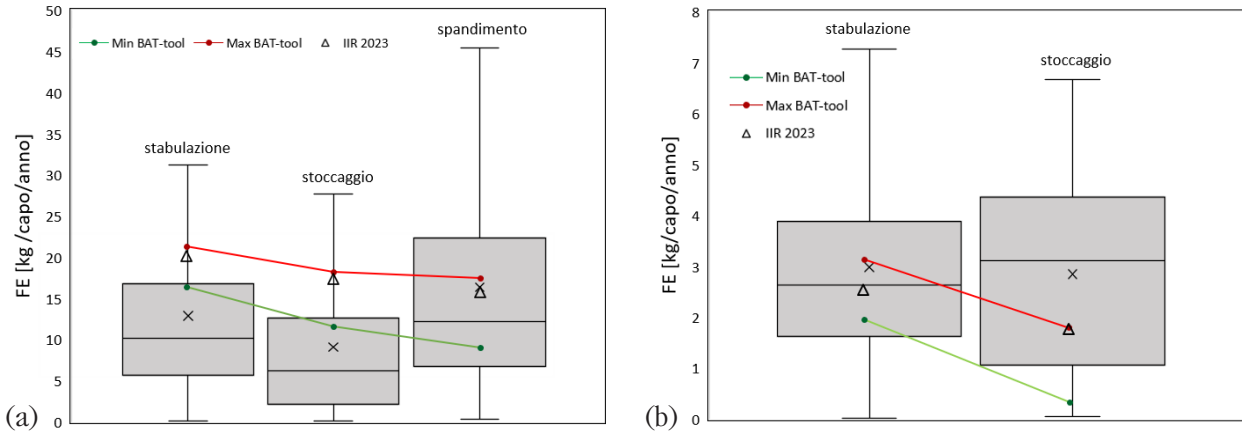 50
45
40
35
30
25
20
15
10
5
0
FE [kg /capo/anno]
Min BAT-tool
Max BAT-tool
IIR 2023
stabulazione
stoccaggio
spandimento
(a)
8
7
6
5
4
3
2
1
0
FE [kg/capo/anno]
stabulazione
stoccaggio
Min BAT-tool
Max BAT-tool
IIR 2023
(b)